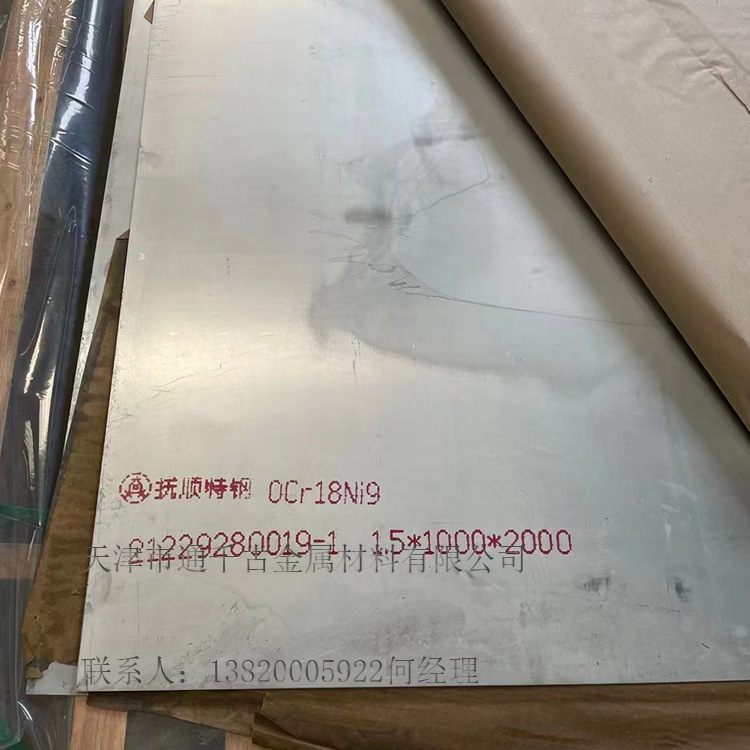 抚顺特钢 0Cr18Ni9
21229280019-1 1.5*1000*2000
天津市通千古金属材料有限公司
联系人：13820005922何经理